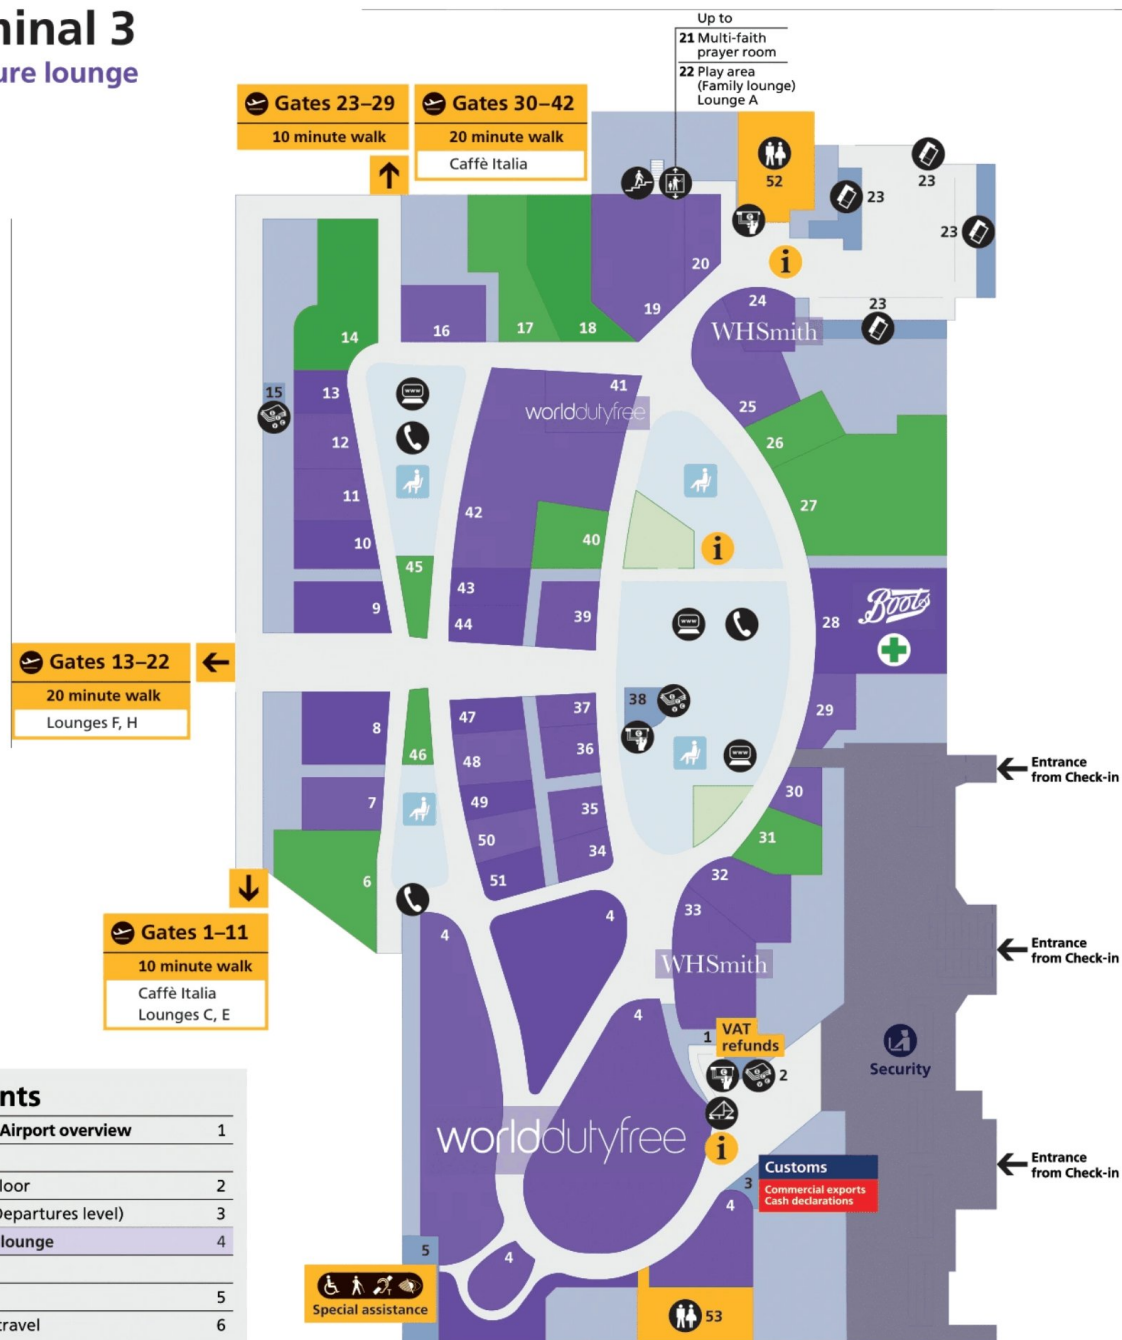 minal 3
ure lounge
Up to
21 Multi-faith
prayer room
22 Play area
(Family lounge)
Lounge A
Gates 23–29
10 minute walk
Gates 30–42
20 minute walk
Caffè Italia
52
23
23
23
23
20
19
24
WHSmith
14
16
17
18
15
13
12
11
10
9
41
worlddutyfree
25
26
27
42
40
45
43
44
39
28
Boots
Gates 13–22
20 minute walk
Lounges F, H
8
46
47
37
38
29
48
36
7
49
35
30
50
34
31
51
6
32
33
Entrance
from Check-in
4
4
WHSmith
Entrance
from Check-in
Gates 1–11
10 minute walk
Caffè Italia
Lounges C, E
4
1
VAT
refunds
2
Security
worlddutyfree
Customs
Commercial exports
Cash declarations
3
4
Entrance
from Check-in
5
4
Special assistance
53
nts
Airport overview 1
loor 2
epartures level) 3
lounge 4
5
travel 6